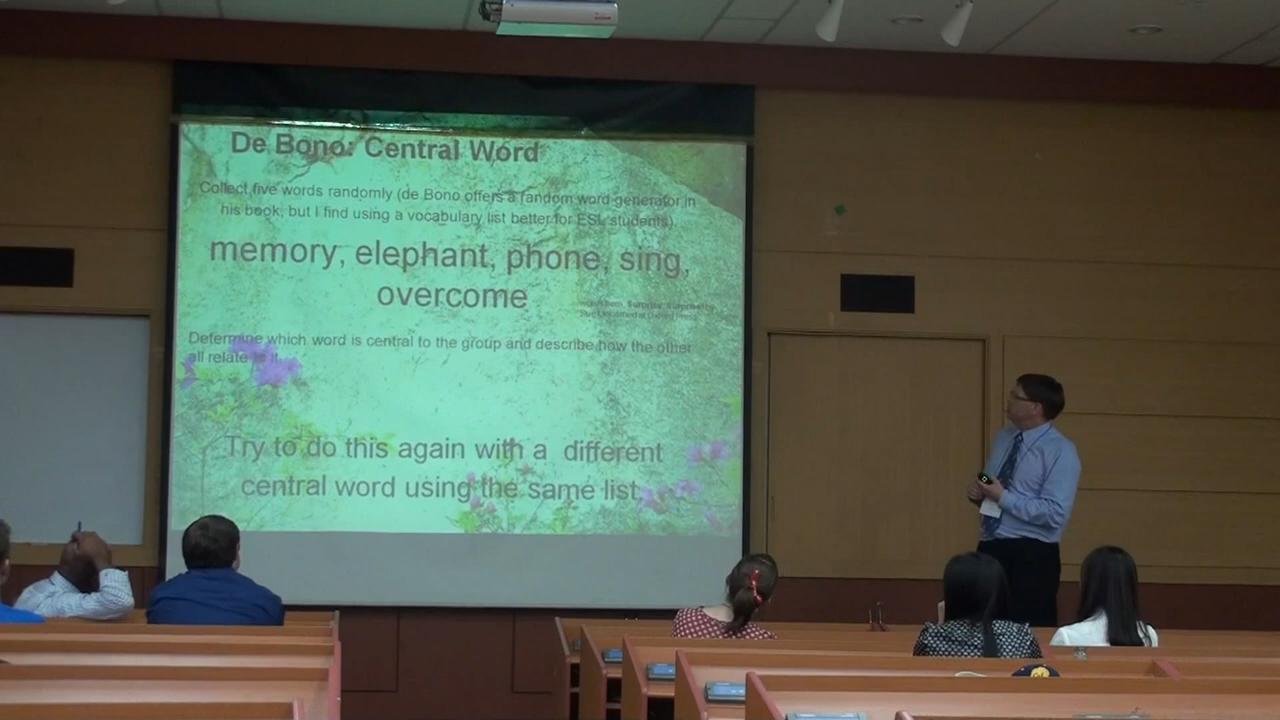 De Bono: Central Word
Collect five words randomly (de Bono offers a random word generator in
his book, but I find using a vocabulary list better for ESL students).
memory, elephant, phone, sing,
overcome
Determine which word is central to the group and describe how the other
all relate to it.
Try to do this again with a different
central word using the same list.